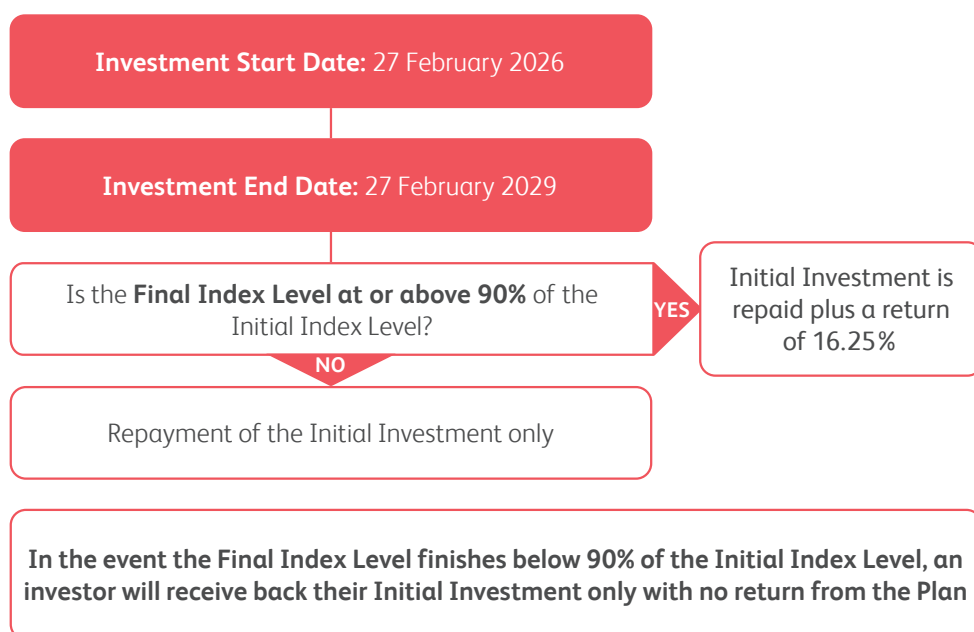 Investment Start Date: 27 February 2026
Investment End Date: 27 February 2029
Is the Final Index Level at or above 90% of the
Initial Index Level?
YES
Initial Investment is
repaid plus a return
of 16.25%
NO
Repayment of the Initial Investment only
In the event the Final Index Level finishes below 90% of the Initial Index Level, an
investor will receive back their Initial Investment only with no return from the Plan